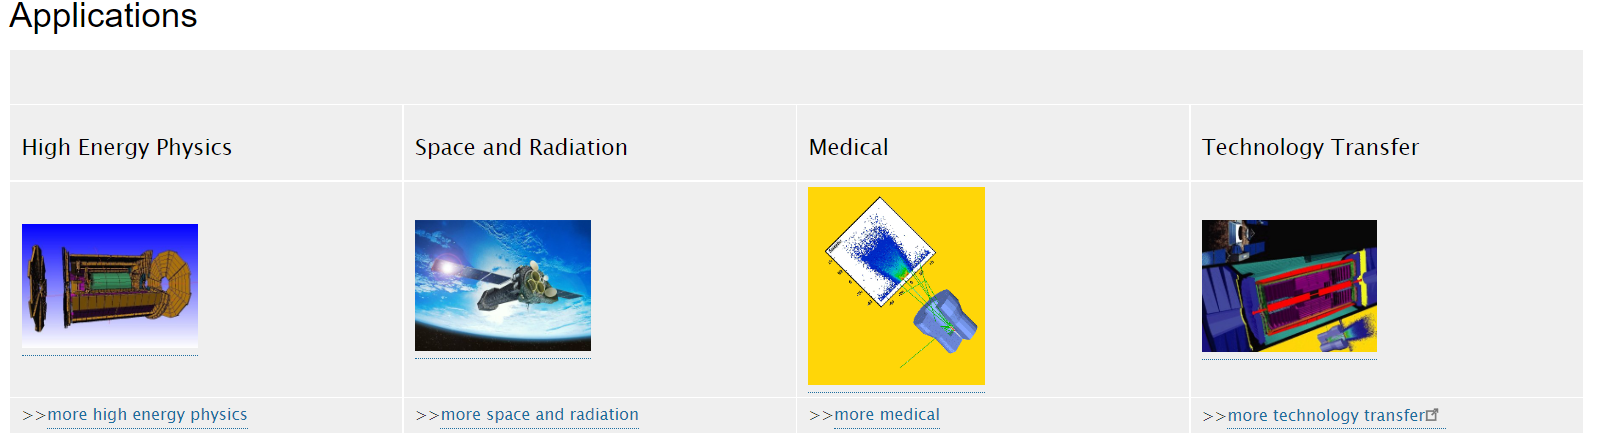 Applications
High Energy Physics
Space and Radiation
Medical
Technology Transfer
>>more high energy physics
>>more space and radiation
>>more medical
>>more technology transfer